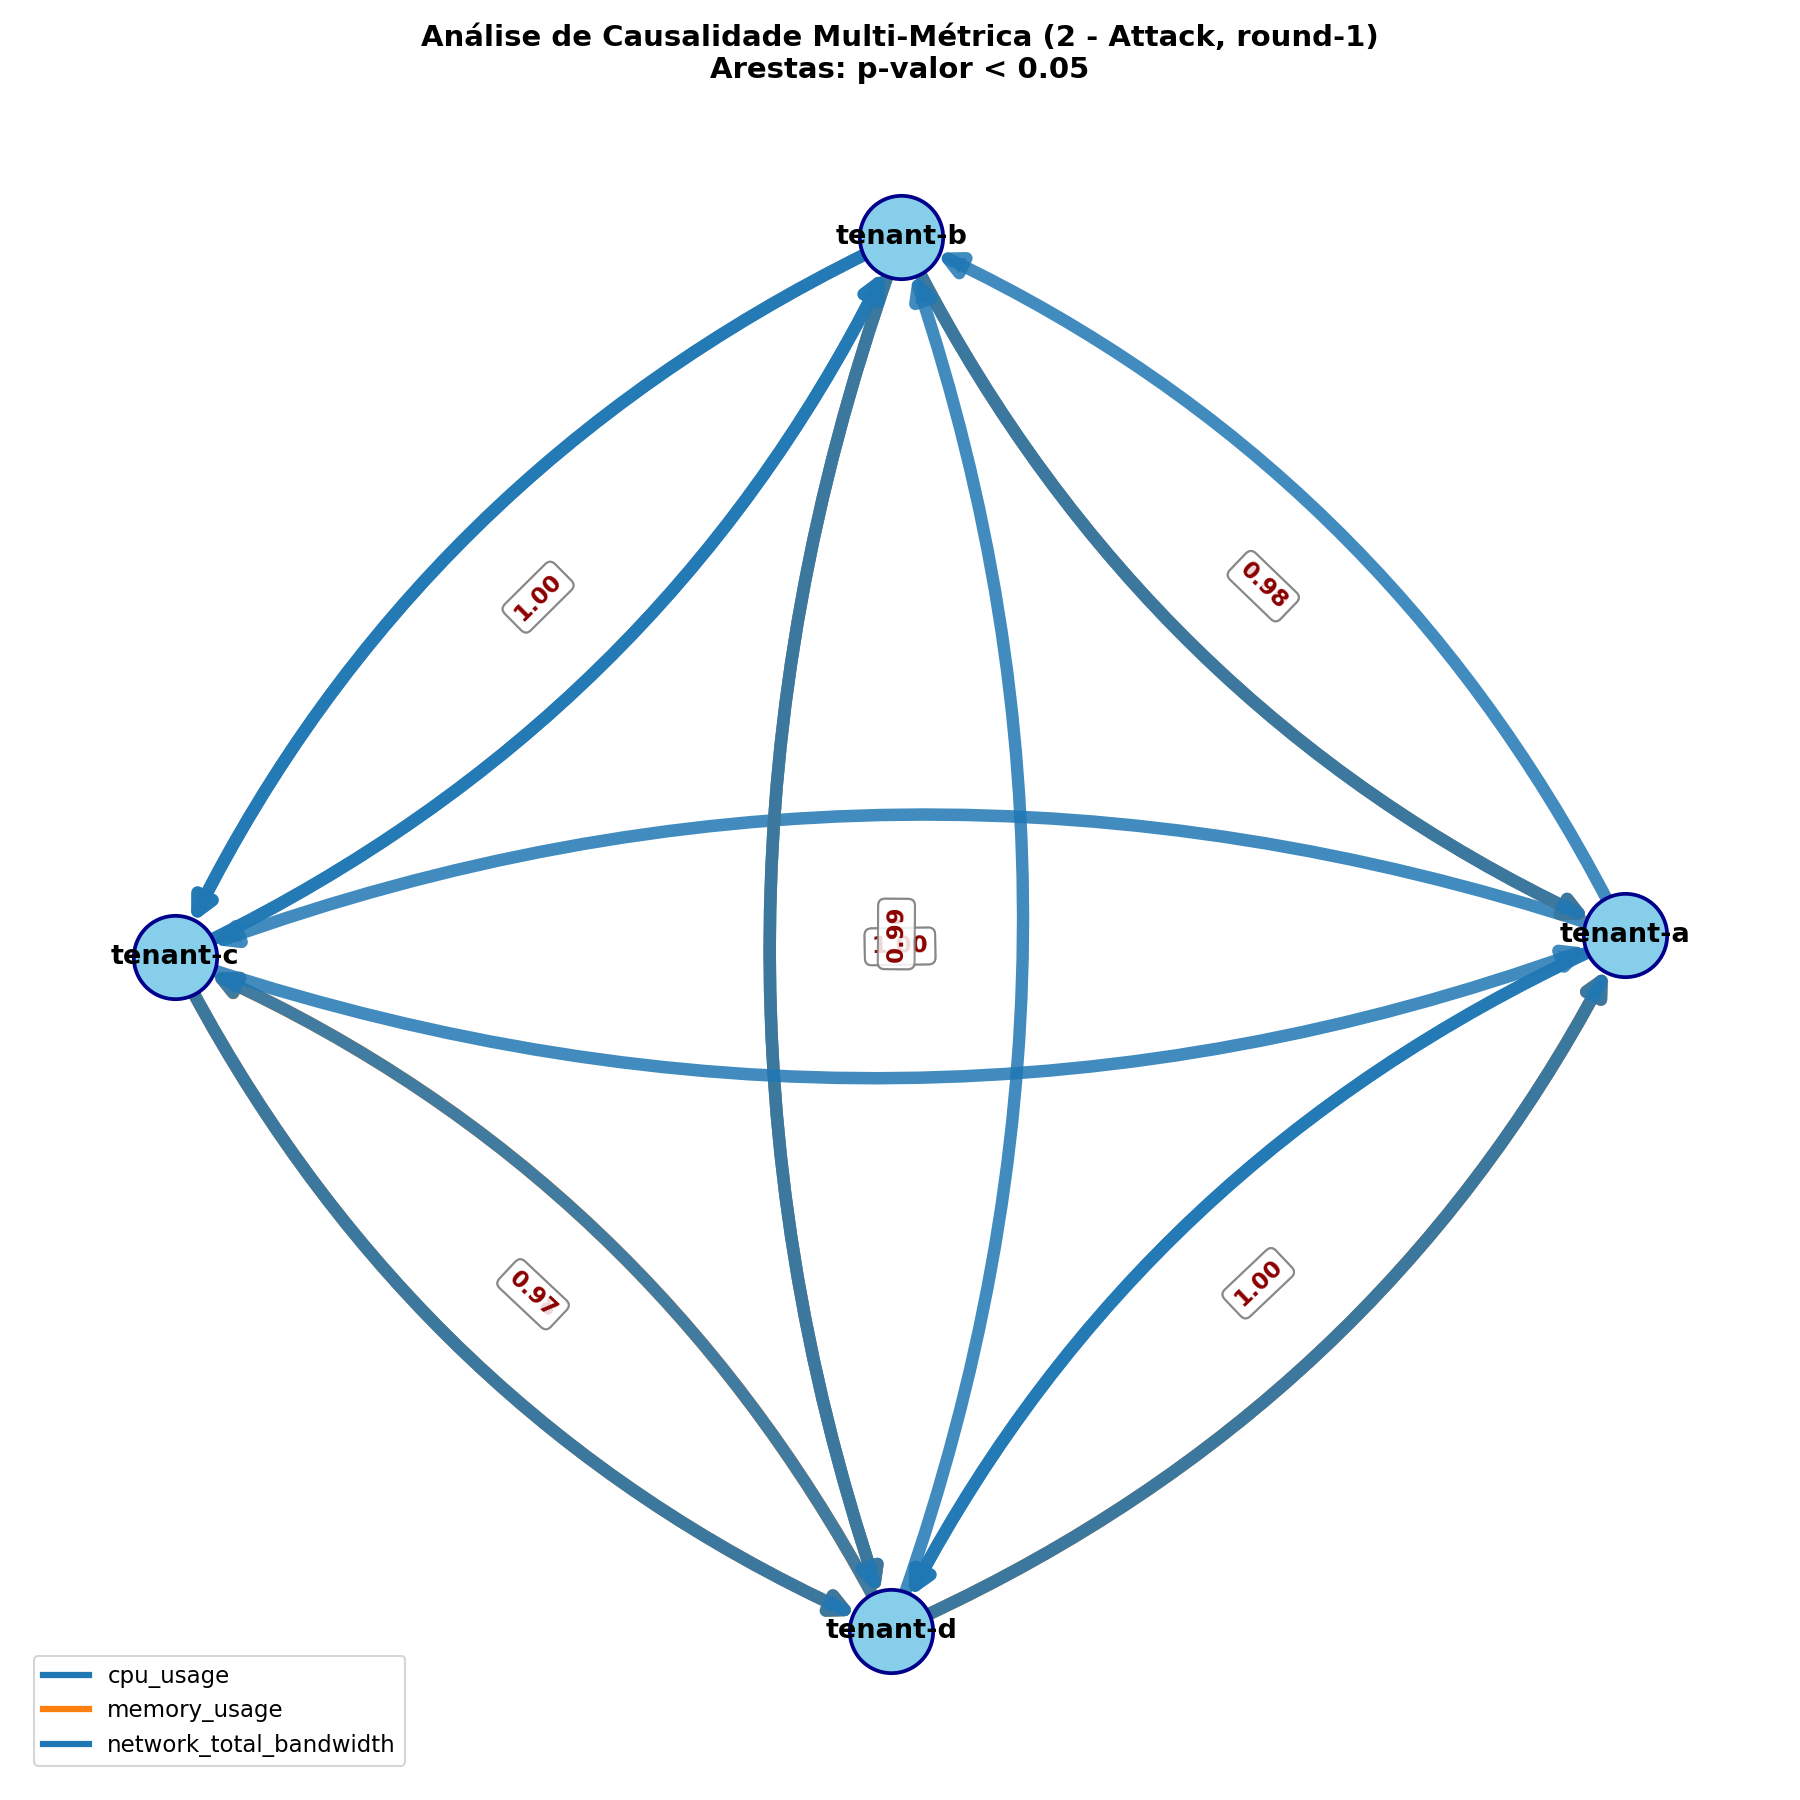 Análise de Causalidade Multi-Métrica (2 - Attack, round-1)
Arestas: p-valor < 0.05
tenant-b
1.00
0.98
0.99
tenant-c
tenant-a
0.97
1.00
tenant-d
cpu_usage
memory_usage
network_total_bandwidth